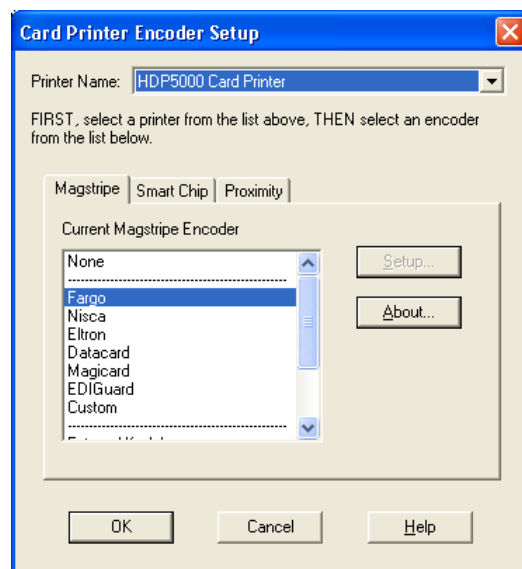 Card Printer Encoder Setup
Printer Name: HDP5000 Card Printer
FIRST, select a printer from the list above, THEN select an encoder
from the list below.
Magstripe Smart Chip Proximity
Current Magstripe Encoder
None
Setup...
Fargo
About...
Nisca
Eltron
Datacard
Magicard
EDIGuard
Custom
OK Cancel Help